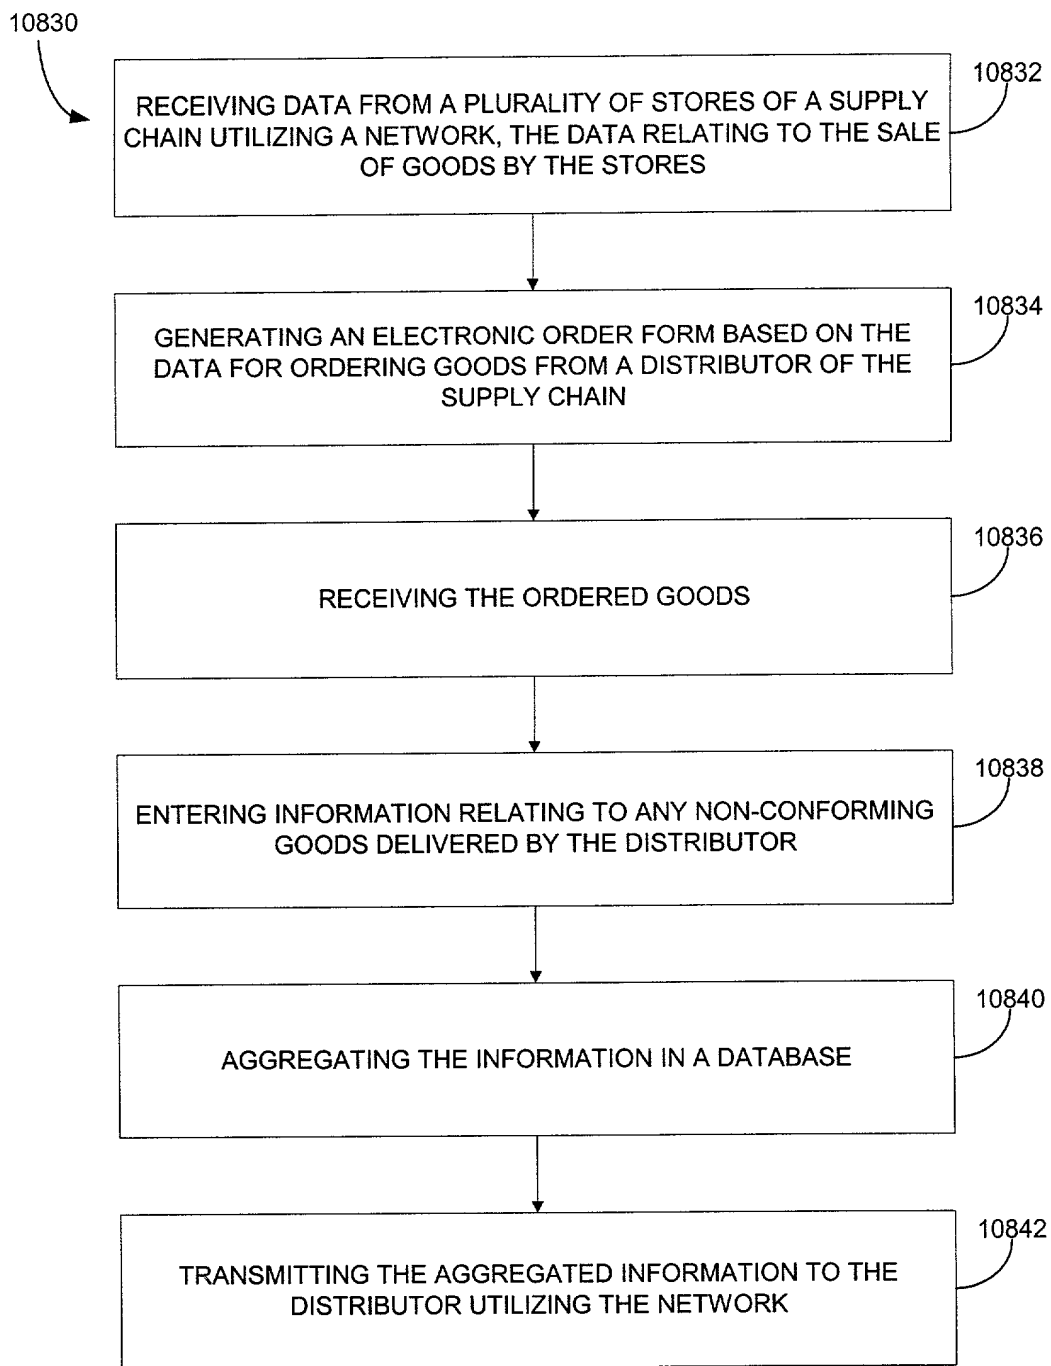 10830
10832
RECEIVING DATA FROM A PLURALITY OF STORES OF A SUPPLY
CHAIN UTILIZING A NETWORK, THE DATA RELATING TO THE SALE
OF GOODS BY THE STORES
10834
GENERATING AN ELECTRONIC ORDER FORM BASED ON THE
DATA FOR ORDERING GOODS FROM A DISTRIBUTOR OF THE
SUPPLY CHAIN
10836
RECEIVING THE ORDERED GOODS
10838
ENTERING INFORMATION RELATING TO ANY NON-CONFORMING
GOODS DELIVERED BY THE DISTRIBUTOR
10840
AGGREGATING THE INFORMATION IN A DATABASE
10842
TRANSMITTING THE AGGREGATED INFORMATION TO THE
DISTRIBUTOR UTILIZING THE NETWORK